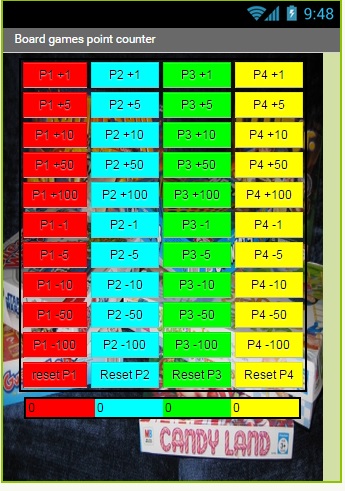 9:48
Board games point counter
P1 +1 P2 +1 P3 +1 P4 +1
P1 +5 P2 +5 P3 +5 P4 +5
P1 +10 P2 +10 P3 +10 P4 +10
P1 +50 P2 +50 P3 +50 P4 +50
P1 +100 P2 +100 P3 +100 P4 +100
P1 -1 P2 -1 P3 -1 P4 -1
P1 -5 P2 -5 P3 -5 P4 -5
P1 -10 P2 -10 P3 -10 P4 -10
P1 -50 P2 -50 P3 -50 P4 -50
P1 -100 P2 -100 P3 -100 P4 -100
reset P1 Reset P2 Reset P3 Reset P4
0 0 0 0
CANDY LAND